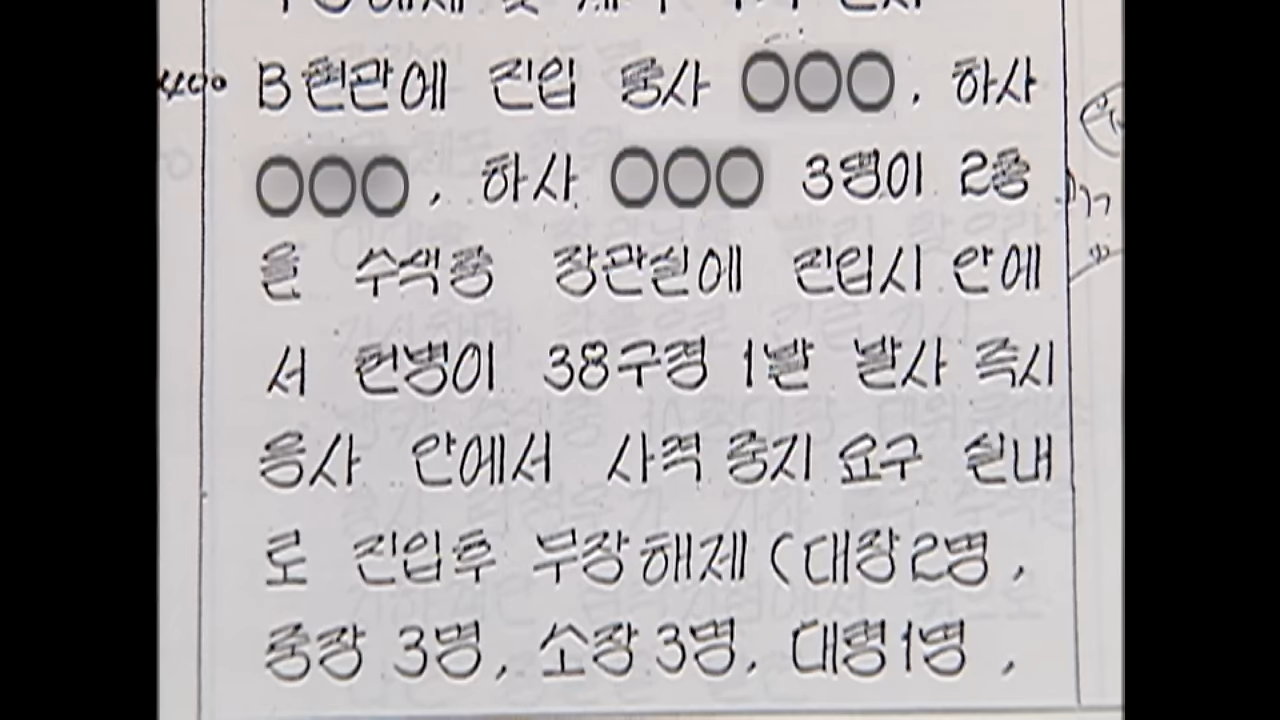 B현관에 진입 중사 ○○○, 하사
○○○, 하사 ○○○ 3명이 2층
을 수색중 장관실에 진입시 안에
서 헌병이 38구경 1발 발사 즉시
응사 안에서 사격 중지 요구 실내
로 진입후 무장해제 (대장2명,
중장 3명, 소장3명, 대령1명,